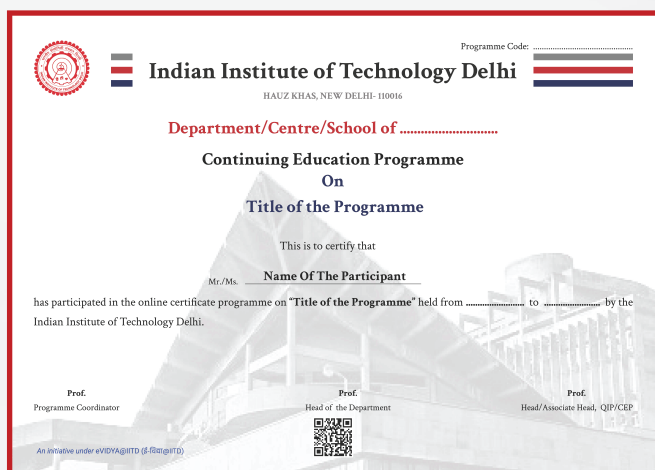 Programme Code: ..........................................
Indian Institute of Technology Delhi
HAUZ KHAS, NEW DELHI- 110016
Department/Centre/School of ............................
Continuing Education Programme
On
Title of the Programme
This is to certify that
Mr./Ms. Name Of The Participant
has participated in the online certificate programme on "Title of the Programme" held from ........................ to ....................... by the
Indian Institute of Technology Delhi.
Prof. Prof. Prof.
Programme Coordinator Head of the Department Head/Associate Head, QIP/CEP
An Initiative under eVIDYA@IITD (ई-विद्या@IITD)